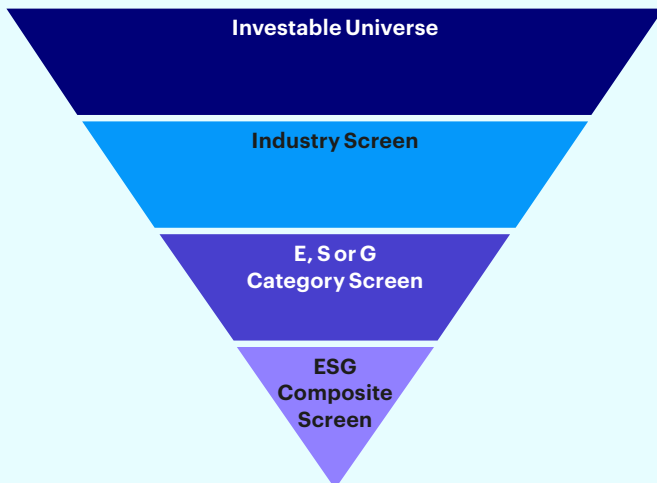 Investable Universe
Industry Screen
E, S or G
Category Screen
ESG
Composite
Screen